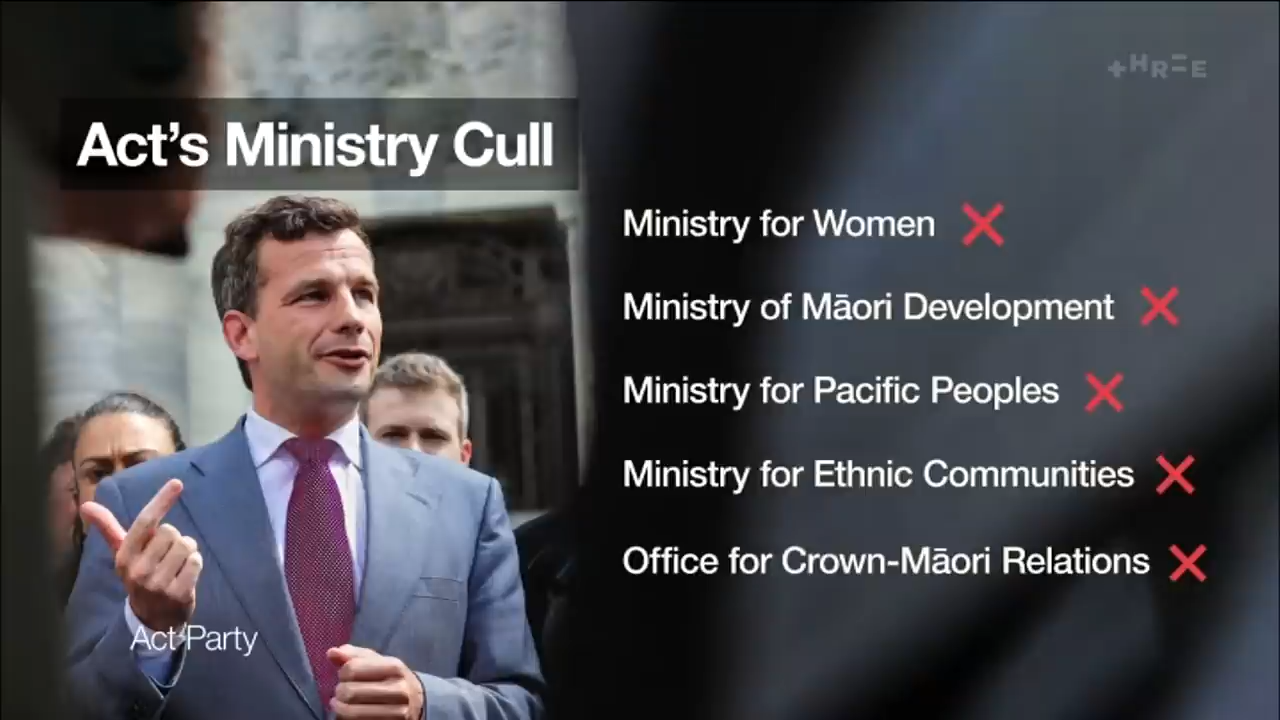 THREE
Act's Ministry Cull
Ministry for Women
Ministry of Māori Development
Ministry for Pacific Peoples
Ministry for Ethnic Communities
Office for Crown-Māori Relations
Act Party